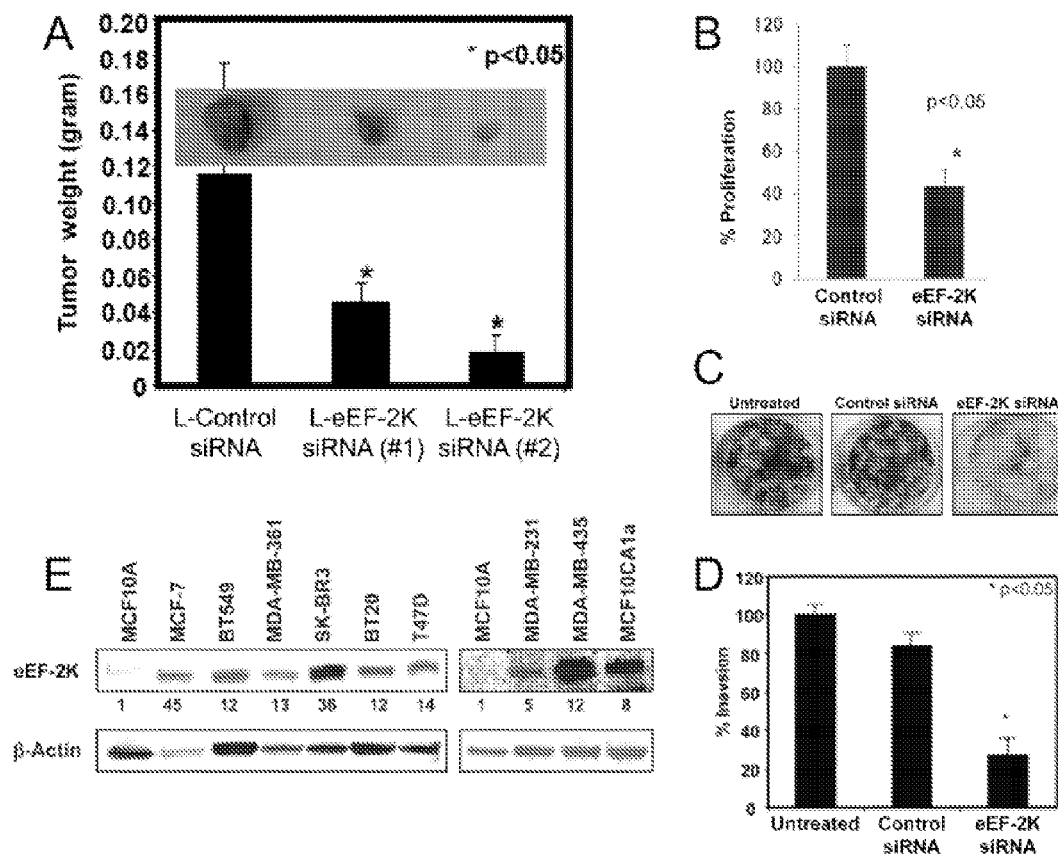 A
0.20
0.18
0.16
0.14
0.12
0.10
0.08
0.06
0.04
0.02
0
Tumor weight (gram)
* p<0.05
*
*
L-Control siRNA
L-eEF-2K siRNA (#1)
L-eEF-2K siRNA (#2)
B
120
100
80
60
40
20
0
% Proliferation
p<0.05
*
Control siRNA
eEF-2K siRNA
C
Untreated
Control siRNA
eEF-2K siRNA
E
MCF10A
MCF-7
BT549
MDA-MB-361
SK-BR3
BT20
T47D
MCF10A
MDA-MB-231
MDA-MB-435
MCF10CA1a
eEF-2K
1 45 12 13 36 12 14
1 5 12 8
β-Actin
D
120
100
80
60
40
20
0
% Invasion
* p<0.05
*
Untreated
Control siRNA
eEF-2K siRNA